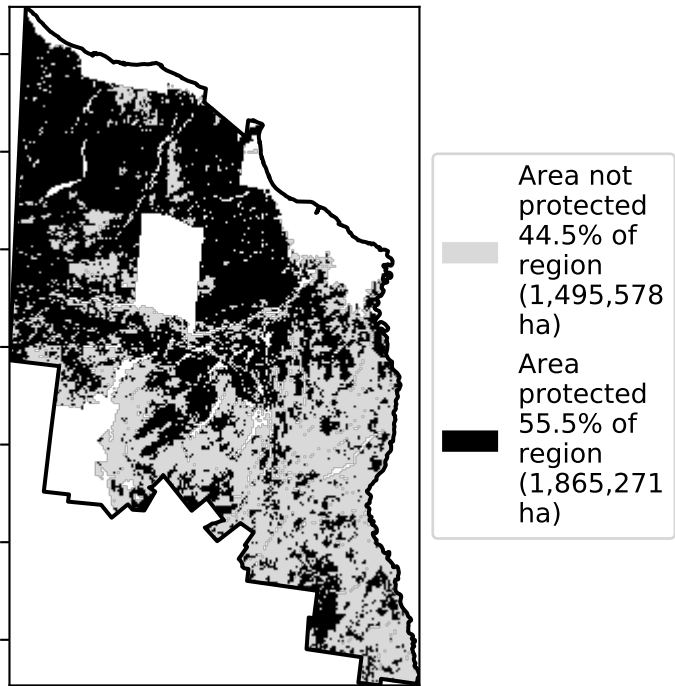 Area not
protected
44.5% of
region
(1,495,578
ha)
Area
protected
55.5% of
region
(1,865,271
ha)